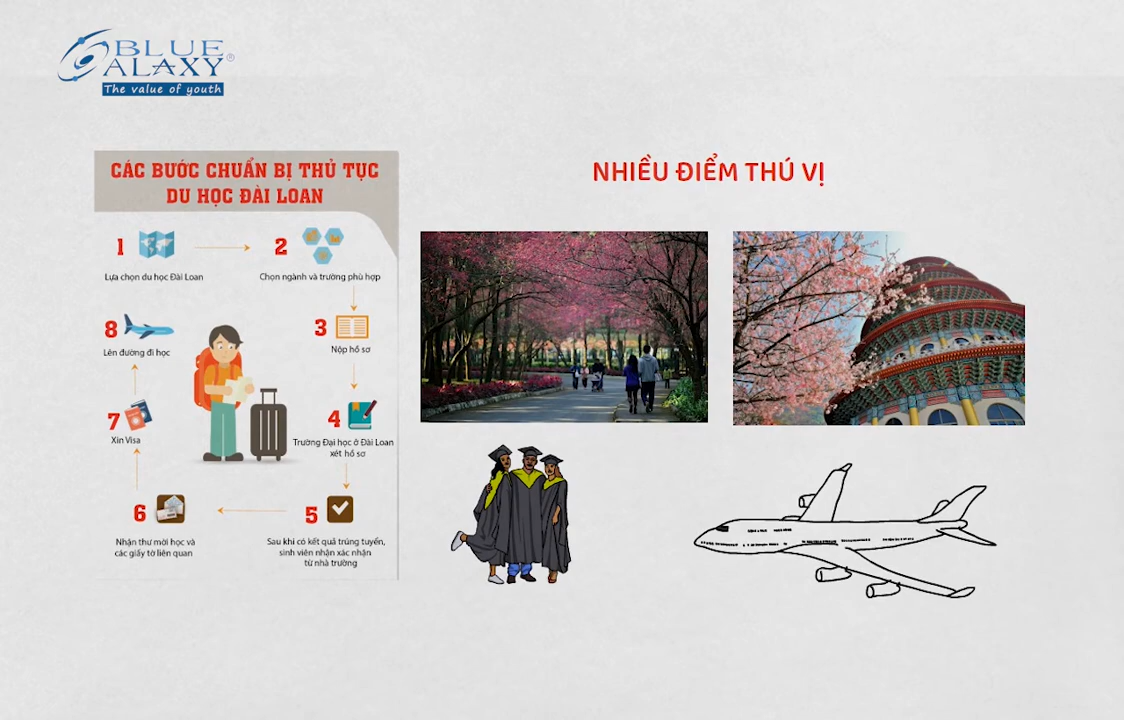 BLUE
GALAXY®
The value of youth
CÁC BƯỚC CHUẨN BỊ THỦ TỤC
DU HỌC ĐÀI LOAN
NHIỀU ĐIỂM THÚ VỊ
1
Lựa chọn du học Đài Loan
2
Chọn ngành và trường phù hợp
3
Nộp hồ sơ
4
Trường Đại học ở Đài Loan
xét hồ sơ
5
Sau khi có kết quả trúng tuyển,
sinh viên nhận xác nhận
từ nhà trường
6
Nhận thư mời học và
các giấy tờ liên quan
7
Xin Visa
8
Lên đường đi học